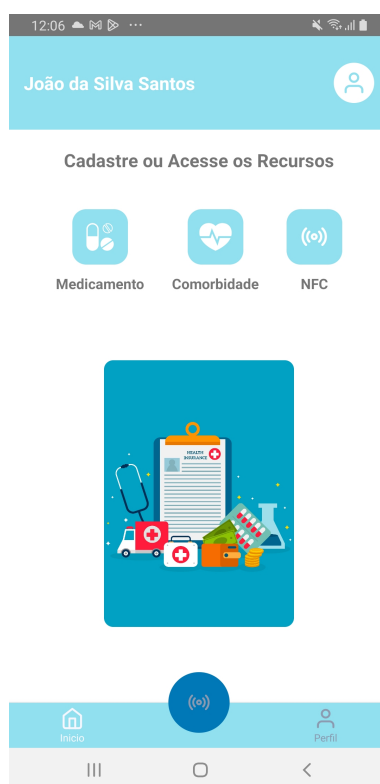 12:06
João da Silva Santos
Cadastre ou Acesse os Recursos
Medicamento Comorbidade NFC
HEALTH
INSURANCE
Início
Perfil